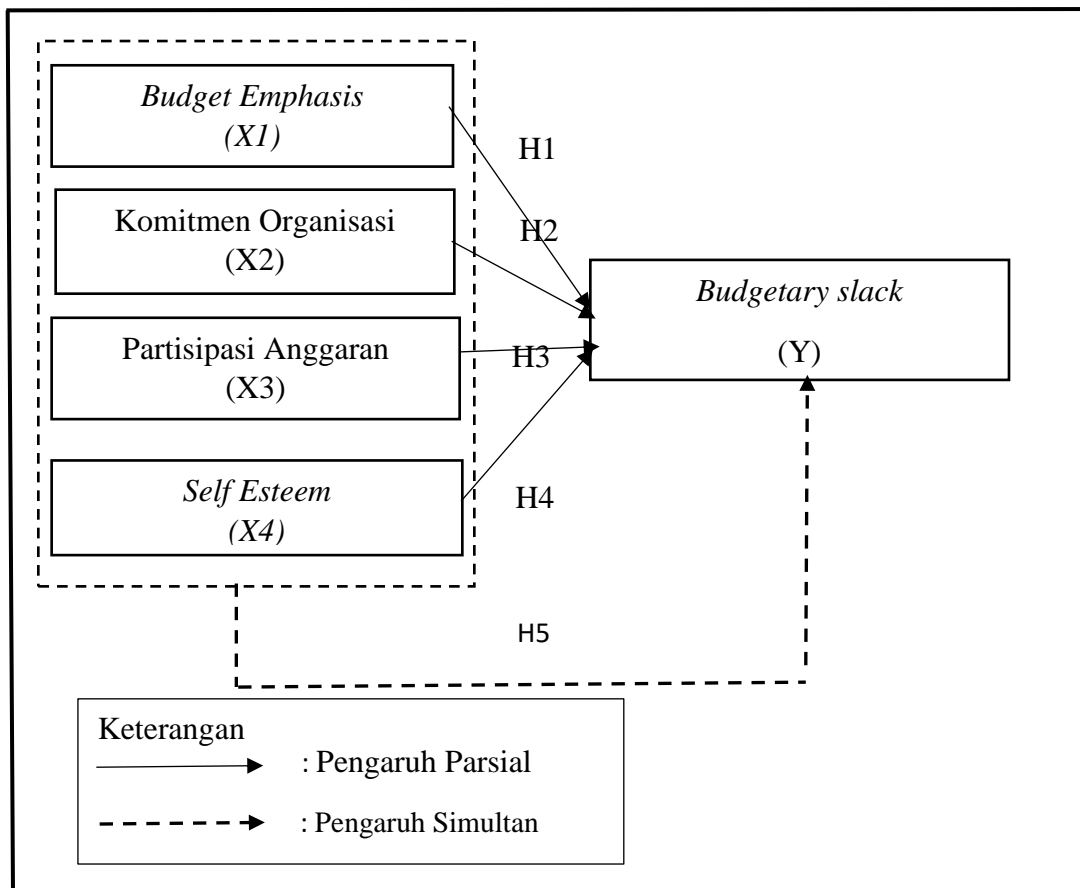 Budget Emphasis
(X1)
H1
Komitmen Organisasi
(X2)
H2
Budgetary slack
(Y)
Partisipasi Anggaran
(X3)
H3
Self Esteem
(X4)
H4
H5
Keterangan
: Pengaruh Parsial
: Pengaruh Simultan